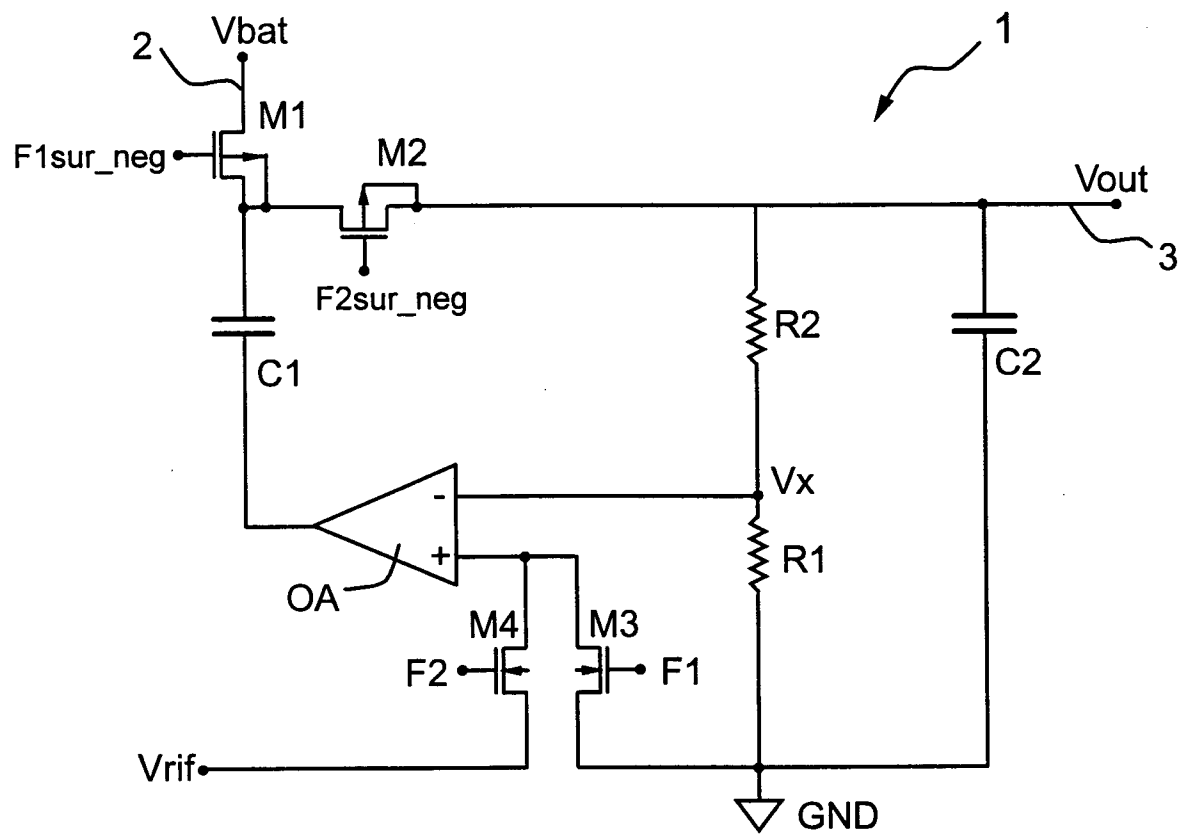 Vbat
1
2
M1
F1sur_neg
M2
Vout
3
F2sur_neg
R2
C1
C2
-
Vx
+
R1
OA
M4
M3
F2
F1
Vrif
GND